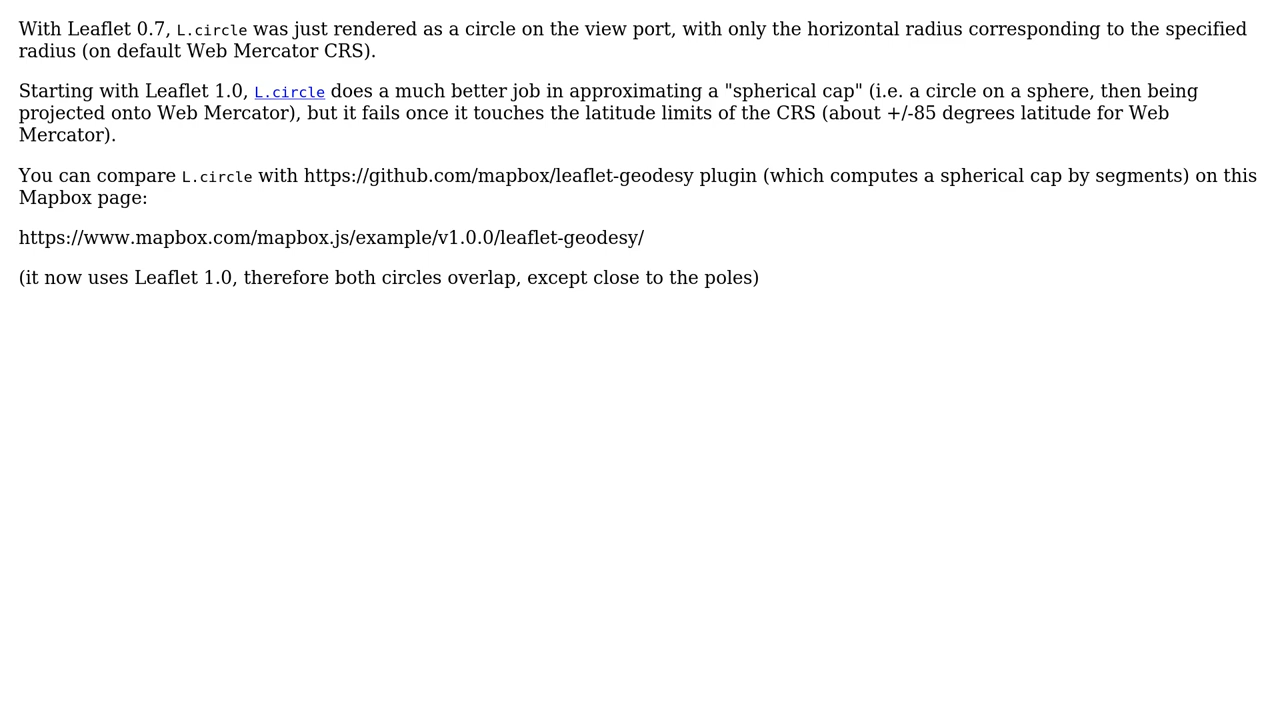 With Leaflet 0.7, L.circle was just rendered as a circle on the view port, with only the horizontal radius corresponding to the specified
radius (on default Web Mercator CRS).
Starting with Leaflet 1.0, L.circle does a much better job in approximating a "spherical cap" (i.e. a circle on a sphere, then being
projected onto Web Mercator), but it fails once it touches the latitude limits of the CRS (about +/-85 degrees latitude for Web
Mercator).
You can compare L.circle with https://github.com/mapbox/leaflet-geodesy plugin (which computes a spherical cap by segments) on this
Mapbox page:
https://www.mapbox.com/mapbox.js/example/v1.0.0/leaflet-geodesy/
(it now uses Leaflet 1.0, therefore both circles overlap, except close to the poles)